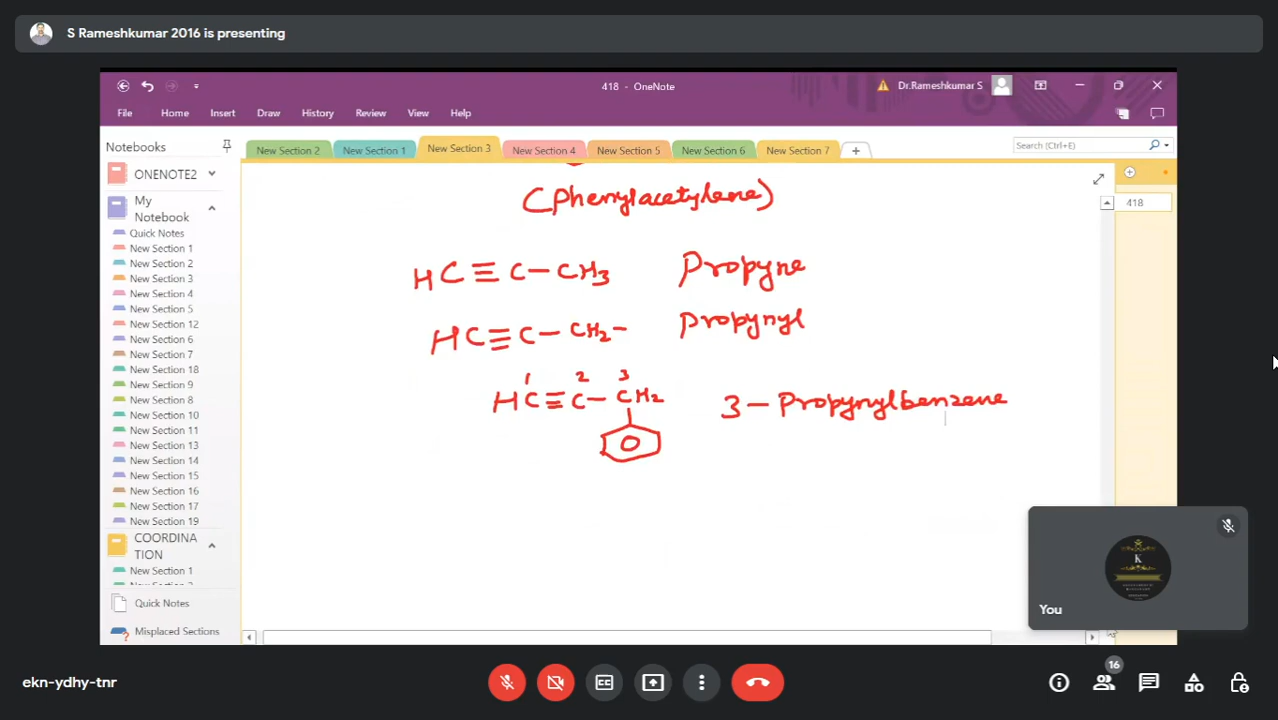 S Rameshkumar 2016 is presenting
418 - OneNote
Dr.Rameshkumar S
File Home Insert Draw History Review View Help
Notebooks
New Section 2 New Section 1 New Section 3 New Section 4 New Section 5 New Section 6 New Section 7 +
Search (Ctrl+E)
ONENOTE2
My Notebook
Quick Notes
New Section 1
New Section 2
New Section 3
New Section 4
New Section 5
New Section 12
New Section 6
New Section 7
New Section 18
New Section 9
New Section 8
New Section 10
New Section 11
New Section 13
New Section 14
New Section 15
New Section 16
New Section 17
New Section 19
COORDINATION
New Section 1
Quick Notes
Misplaced Sections
(Phenylacetylene)
HC≡C-CH3 Propyne
HC≡C-CH2- Propynyl
1 2 3
HC≡C-CH2 3-Propynylbenzene
418
K
You
ekn-ydhy-tnr
CC
16